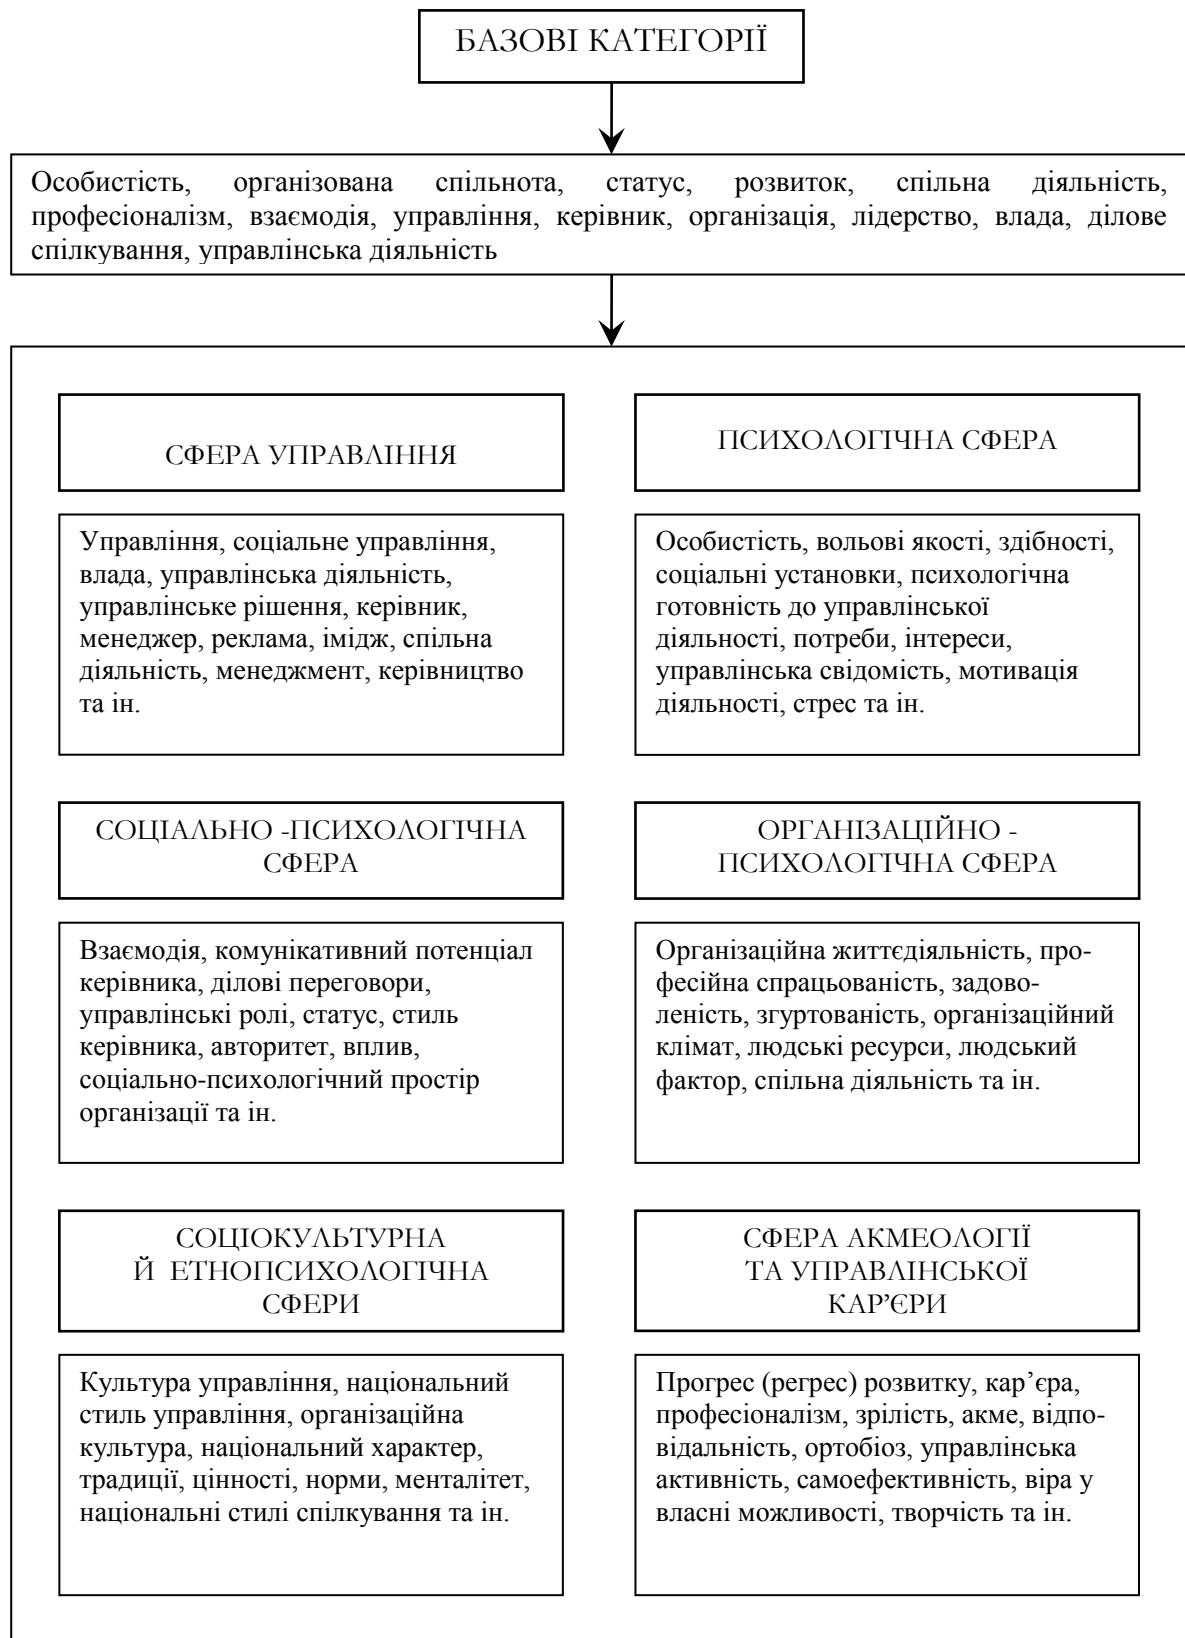 БАЗОВІ КАТЕГОРІЇ
Особистість, організована спільнота, статус, розвиток, спільна діяльність,
професіоналізм, взаємодія, управління, керівник, організація, лідерство, влада, ділове
спілкування, управлінська діяльність
СФЕРА УПРАВЛІННЯ
Управління, соціальне управління,
влада, управлінська діяльність,
управлінське рішення, керівник,
менеджер, реклама, імідж, спільна
діяльність, менеджмент, керівництво
та ін.
ПСИХОЛОГІЧНА СФЕРА
Особистість, вольові якості, здібності,
соціальні установки, психологічна
готовність до управлінської
діяльності, потреби, інтереси,
управлінська свідомість, мотивація
діяльності, стрес та ін.
СОЦІАЛЬНО -ПСИХОЛОГІЧНА
СФЕРА
Взаємодія, комунікативний потенціал
керівника, ділові переговори,
управлінські ролі, статус, стиль
керівника, авторитет, вплив,
соціально-психологічний простір
організації та ін.
ОРГАНІЗАЦІЙНО -
ПСИХОЛОГІЧНА СФЕРА
Організаційна життєдіяльність, про-
фесійна спрацьованість, задово-
леність, згуртованість, організаційний
клімат, людські ресурси, людський
фактор, спільна діяльність та ін.
СОЦІОКУЛЬТУРНА
Й ЕТНОПСИХОЛОГІЧНА
СФЕРИ
Культура управління, національний
стиль управління, організаційна
культура, національний характер,
традиції, цінності, норми, менталітет,
національні стилі спілкування та ін.
СФЕРА АКМЕОЛОГІЇ
ТА УПРАВЛІНСЬКОЇ
КАР’ЄРИ
Прогрес (регрес) розвитку, кар’єра,
професіоналізм, зрілість, акме, відпо-
відальність, ортобіоз, управлінська
активність, самоефективність, віра у
власні можливості, творчість та ін.